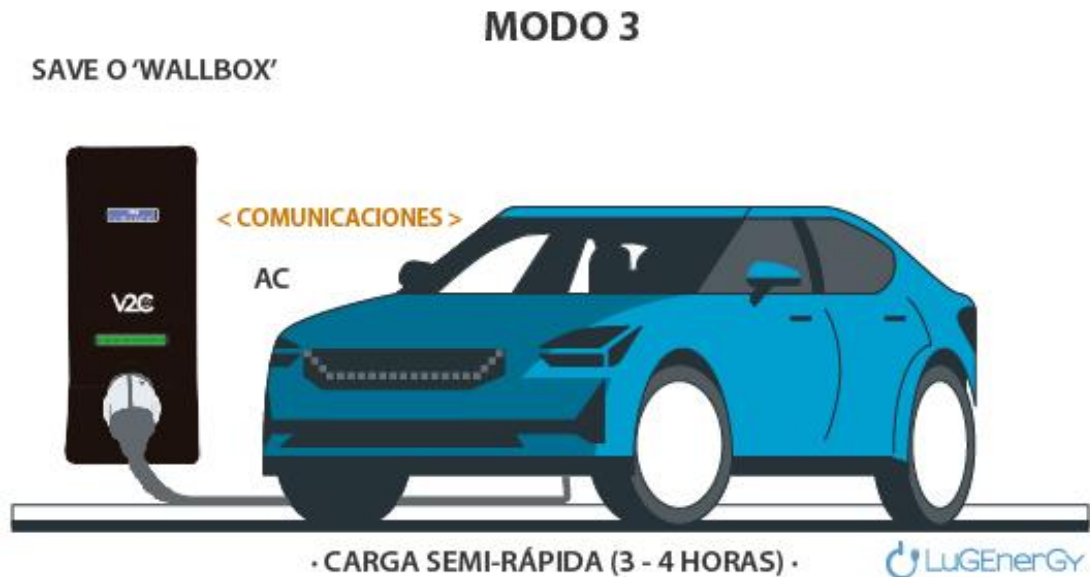 MODO 3
SAVE O 'WALLBOX'
< COMUNICACIONES >
AC
V2C
· CARGA SEMI-RÁPIDA (3 - 4 HORAS) ·
LuGEnerGy